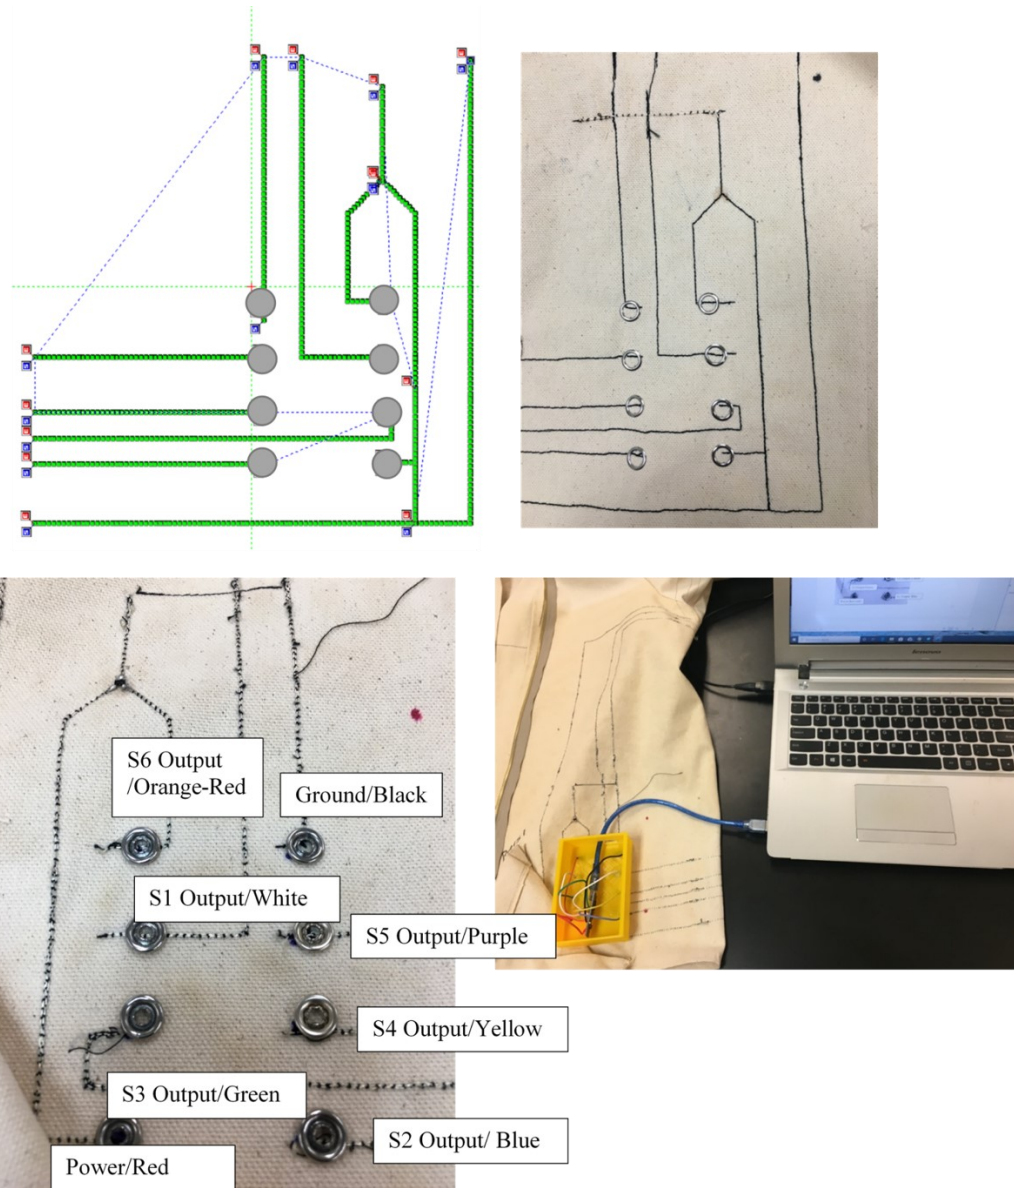 S6 Output
/Orange-Red
Ground/Black
S1 Output/White
S5 Output/Purple
S4 Output/Yellow
S3 Output/Green
S2 Output/ Blue
Power/Red
lenovo